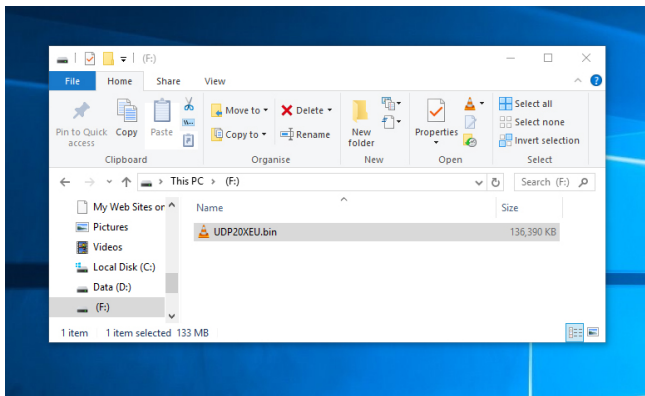 (F:)
File Home Share View
Pin to Quick access Copy Paste
Move to Delete
Copy to Rename
New folder
Properties
Select all
Select none
Invert selection
Clipboard Organise New Open Select
This PC (F:) Search (F:)
My Web Sites or
Pictures
Videos
Local Disk (C:)
Data (D:)
(F:)
Name Size
UDP20XEU.bin 136,390 KB
1 item 1 item selected 133 MB